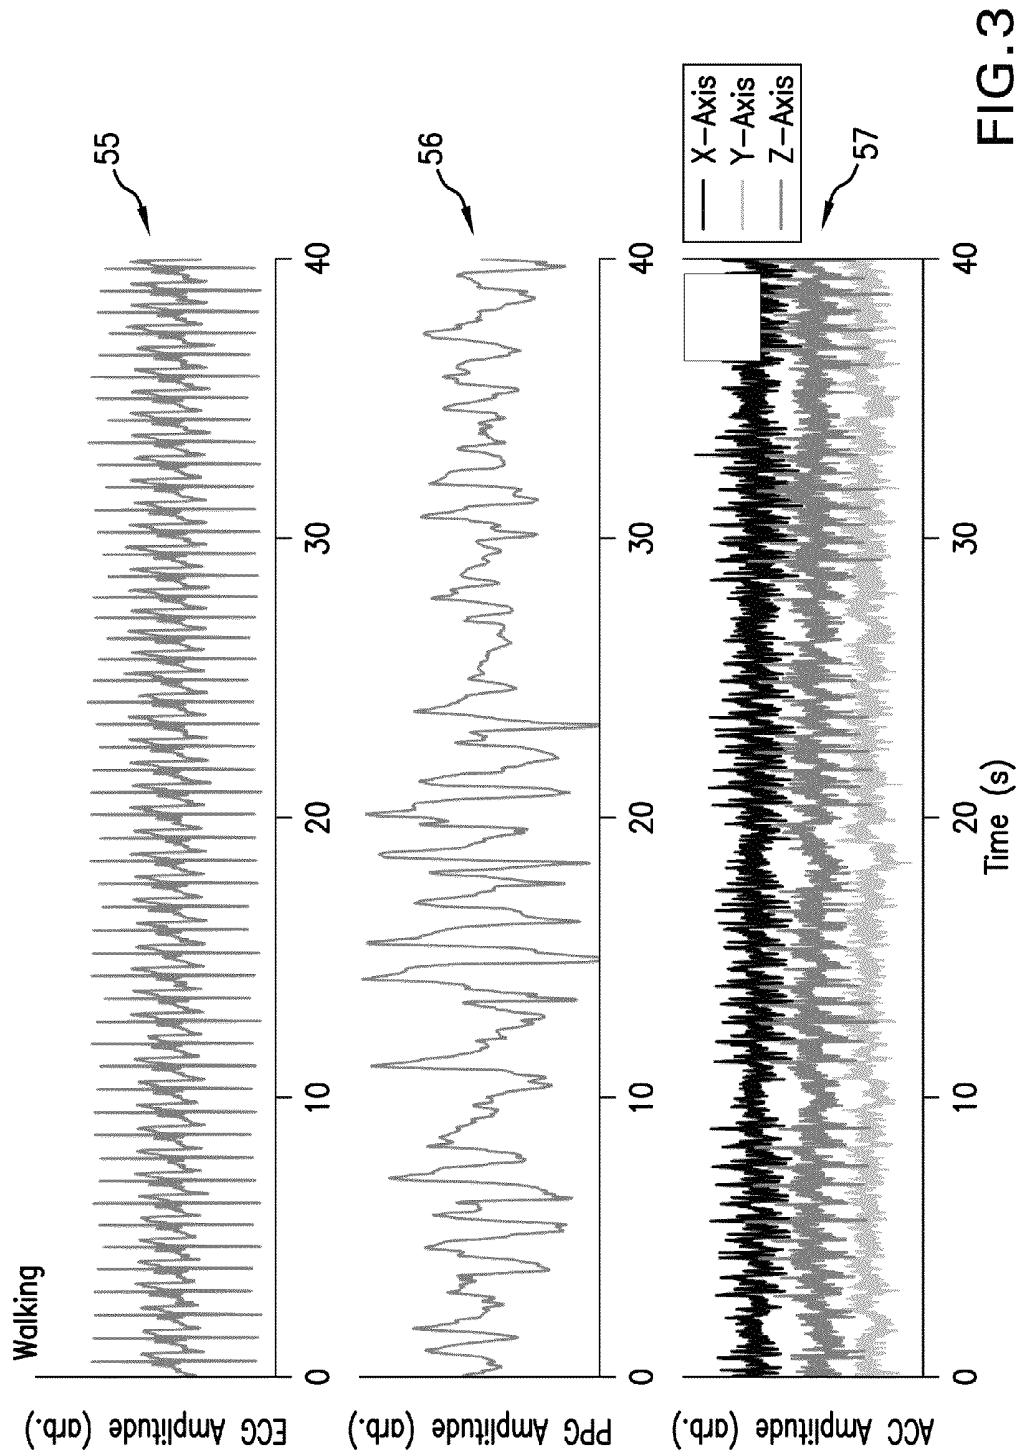 Walking
ECG Amplitude (arb.)
55
0
10
20
30
40
PPG Amplitude (arb.)
56
0
10
20
30
40
ACC Amplitude (arb.)
X-Axis
Y-Axis
Z-Axis
57
0
10
20
30
40
Time (s)
FIG.3